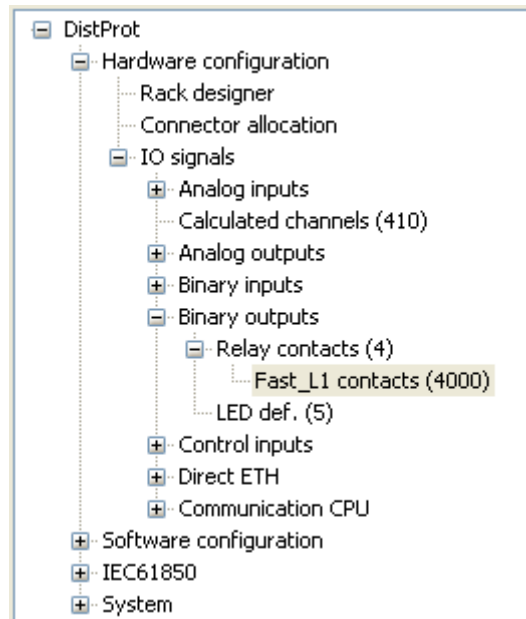 DistProt
Hardware configuration
Rack designer
Connector allocation
IO signals
Analog inputs
Calculated channels (410)
Analog outputs
Binary inputs
Binary outputs
Relay contacts (4)
Fast_L1 contacts (4000)
LED def. (5)
Control inputs
Direct ETH
Communication CPU
Software configuration
IEC61850
System